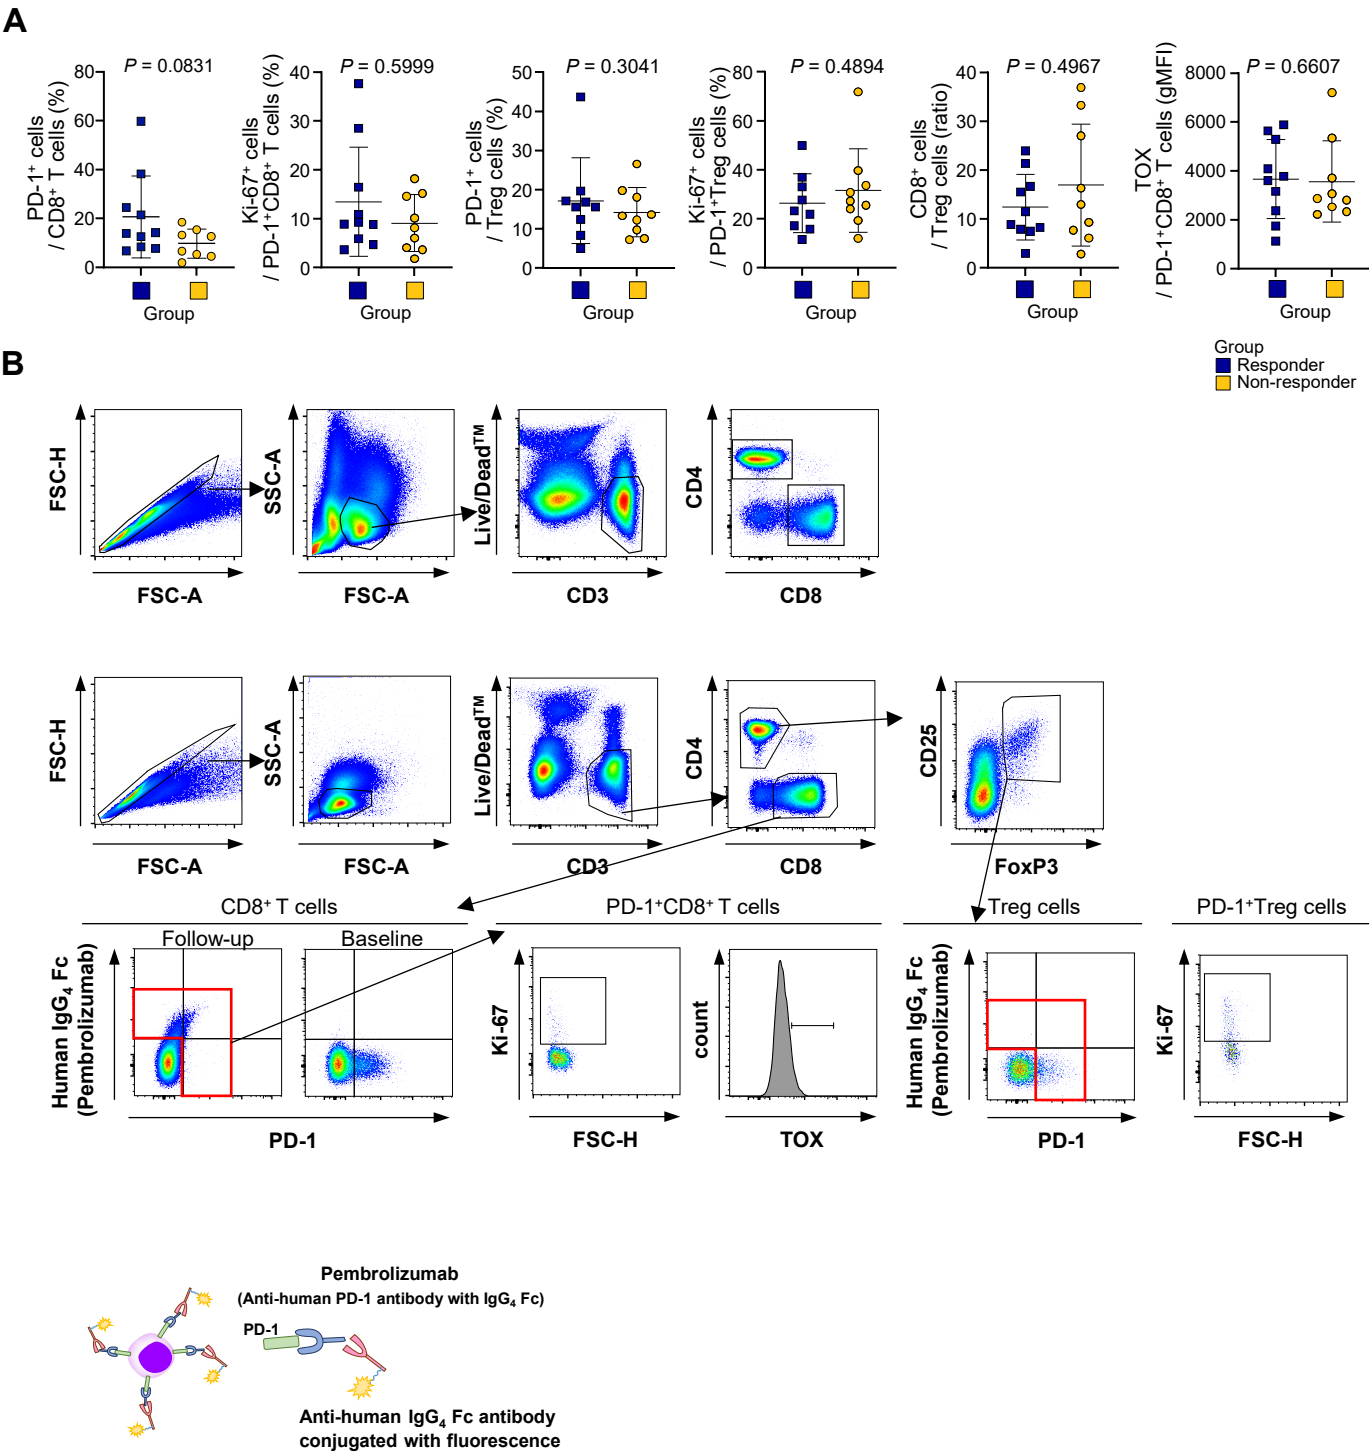 A
P = 0.0831
PD-1+ cells
/ CD8+ T cells (%)
80
60
40
20
0
Group
P = 0.5999
Ki-67+ cells
/ PD-1+CD8+ T cells (%)
40
30
20
10
0
Group
P = 0.3041
PD-1+ cells
/ Treg cells (%)
50
40
30
20
10
0
Group
P = 0.4894
Ki-67+ cells
/ PD-1+Treg cells (%)
80
60
40
20
0
Group
P = 0.4967
CD8+ cells
/ Treg cells (ratio)
40
30
20
10
0
Group
P = 0.6607
TOX
/ PD-1+CD8+ T cells (gMFI)
8000
6000
4000
2000
0
Group
Group
Responder
Non-responder
B
FSC-H
FSC-A
SSC-A
FSC-A
Live/Dead™
CD3
CD4
CD8
FSC-H
FSC-A
SSC-A
FSC-A
Live/Dead™
CD3
CD4
CD8
CD25
FoxP3
CD8+ T cells
Follow-up
Baseline
Human IgG4 Fc
(Pembrolizumab)
PD-1
PD-1+CD8+ T cells
Ki-67
FSC-H
count
TOX
Treg cells
Human IgG4 Fc
(Pembrolizumab)
PD-1
PD-1+Treg cells
Ki-67
FSC-H
Pembrolizumab
(Anti-human PD-1 antibody with IgG4 Fc)
PD-1
Anti-human IgG4 Fc antibody
conjugated with fluorescence